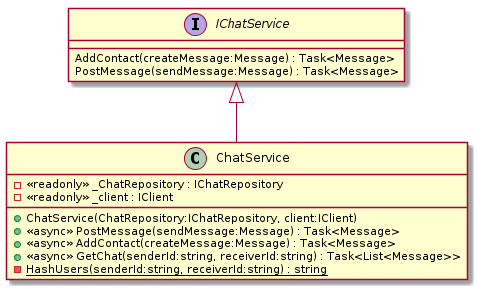 I IChatService
AddContact(createMessage:Message) : Task<Message>
PostMessage(sendMessage:Message) : Task<Message>
C ChatService
«readonly» _ChatRepository : IChatRepository
«readonly» _client : IClient
ChatService(ChatRepository:IChatRepository, client:IClient)
«async» PostMessage(sendMessage:Message) : Task<Message>
«async» AddContact(createMessage:Message) : Task<Message>
«async» GetChat(senderId:string, receiverId:string) : Task<List<Message>>
HashUsers(senderId:string, receiverId:string) : string